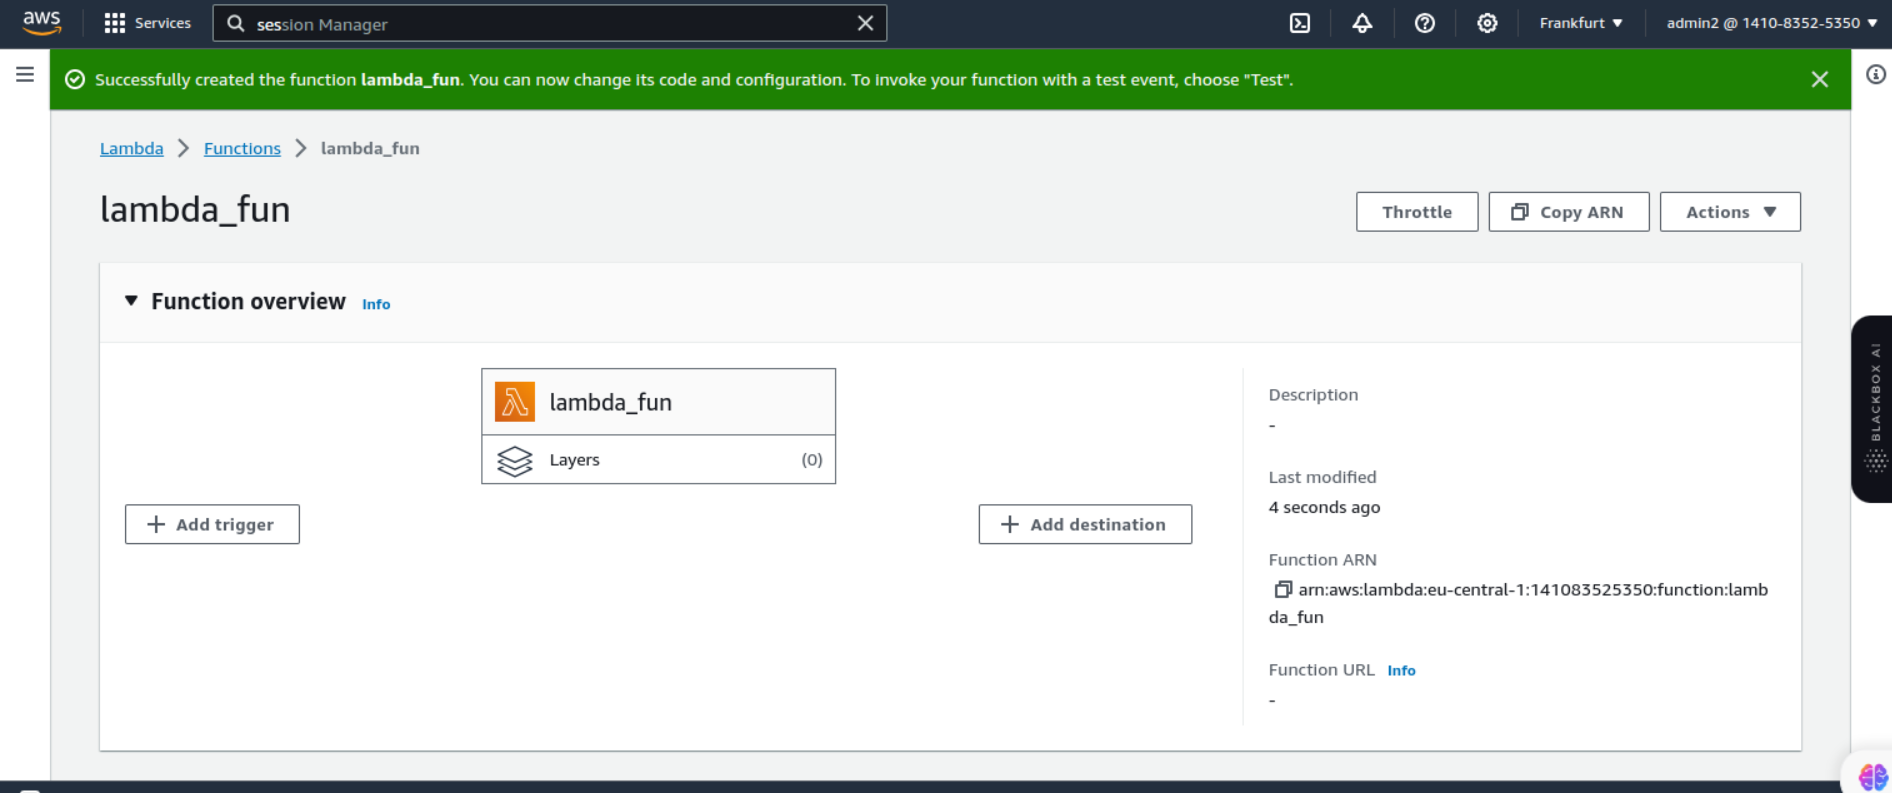 aws Services session Manager Frankfurt ▼ admin2 @ 1410-8352-5350 ▼
Successfully created the function lambda_fun. You can now change its code and configuration. To invoke your function with a test event, choose "Test".
Lambda > Functions > lambda_fun
lambda_fun
Throttle
Copy ARN
Actions ▼
▼ Function overview Info
lambda_fun
Layers (0)
+ Add trigger
+ Add destination
Description
-
Last modified
4 seconds ago
Function ARN
arn:aws:lambda:eu-central-1:141083525350:function:lamb
da_fun
Function URL Info
-
BLACKBOX AI